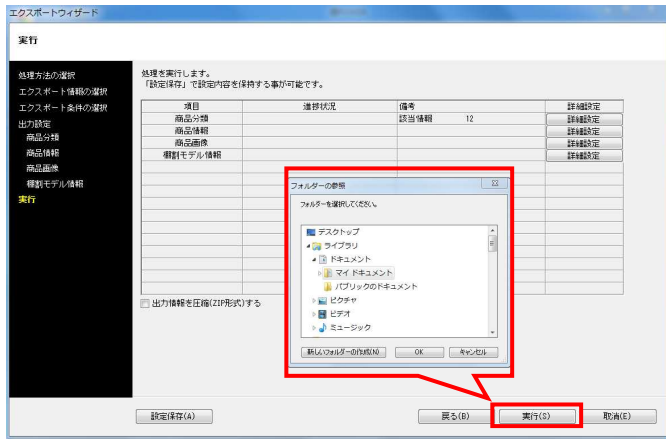 エクスポートウィザード
実行
処理方法の選択
エクスポート情報の選択
エクスポート条件の選択
出力設定
商品分類
商品情報
商品画像
棚割モデル情報
実行
処理を実行します。
「設定保存」で設定内容を保持する事が可能です。
項目 進捗状況 備考 詳細設定
商品分類 該当情報 12 詳細設定
商品情報 詳細設定
商品画像 詳細設定
棚割モデル情報 詳細設定
フォルダーの参照
フォルダーを選択してください。
デスクトップ
ライブラリ
ドキュメント
マイ ドキュメント
パブリックのドキュメント
ピクチャ
ビデオ
ミュージック
新しいフォルダーの作成(N) OK キャンセル
出力情報を圧縮(ZIP形式)する
設定保存(A) 戻る(B) 実行(S) 取消(E)